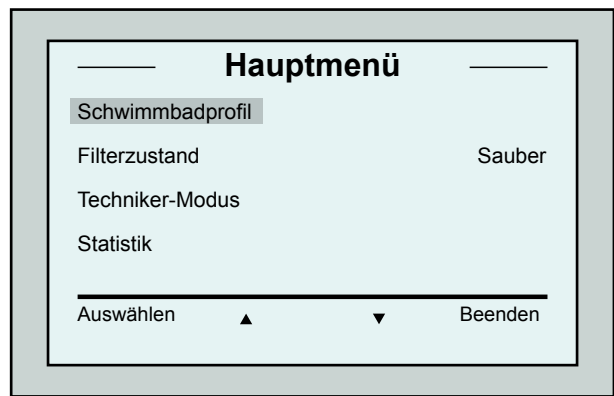 Hauptmenü
Schwimmbadprofil
Filterzustand Sauber
Techniker-Modus
Statistik
Auswählen ▲ ▼ Beenden